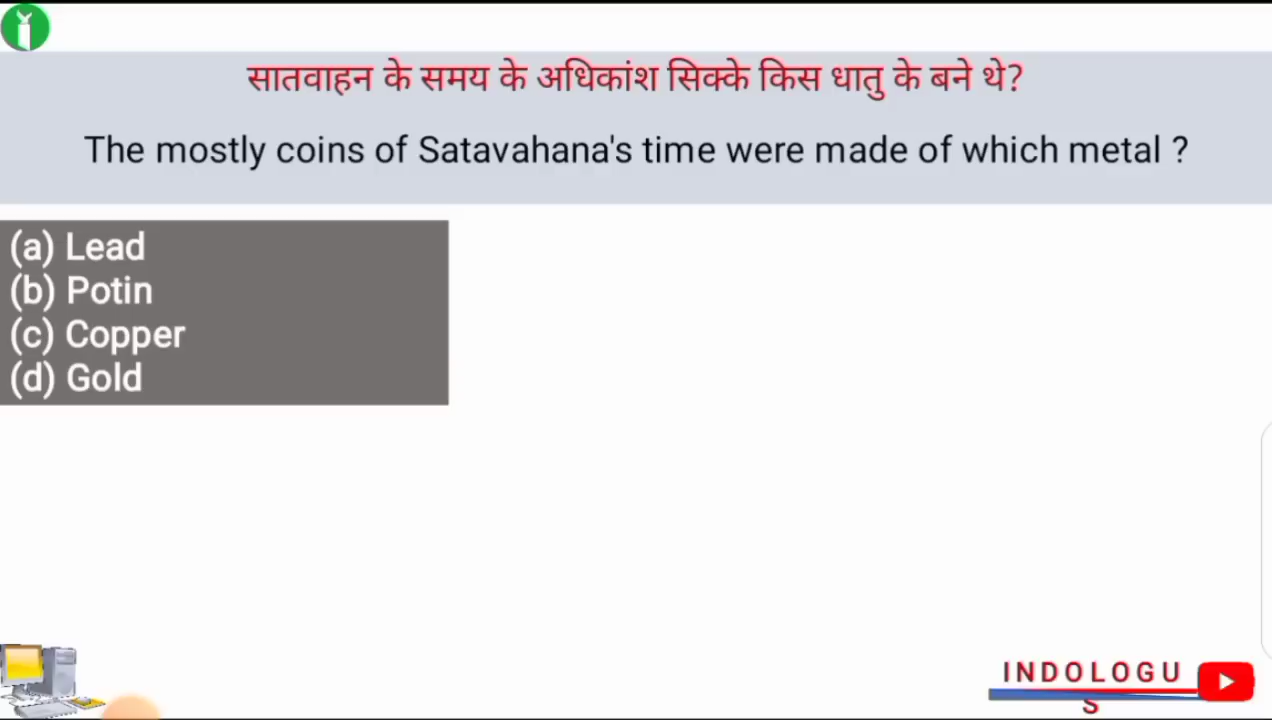 सातवाहन के समय के अधिकांश सिक्के किस धातु के बने थे?
The mostly coins of Satavahana's time were made of which metal ?
(a) Lead
(b) Potin
(c) Copper
(d) Gold
INDOLOGU
S